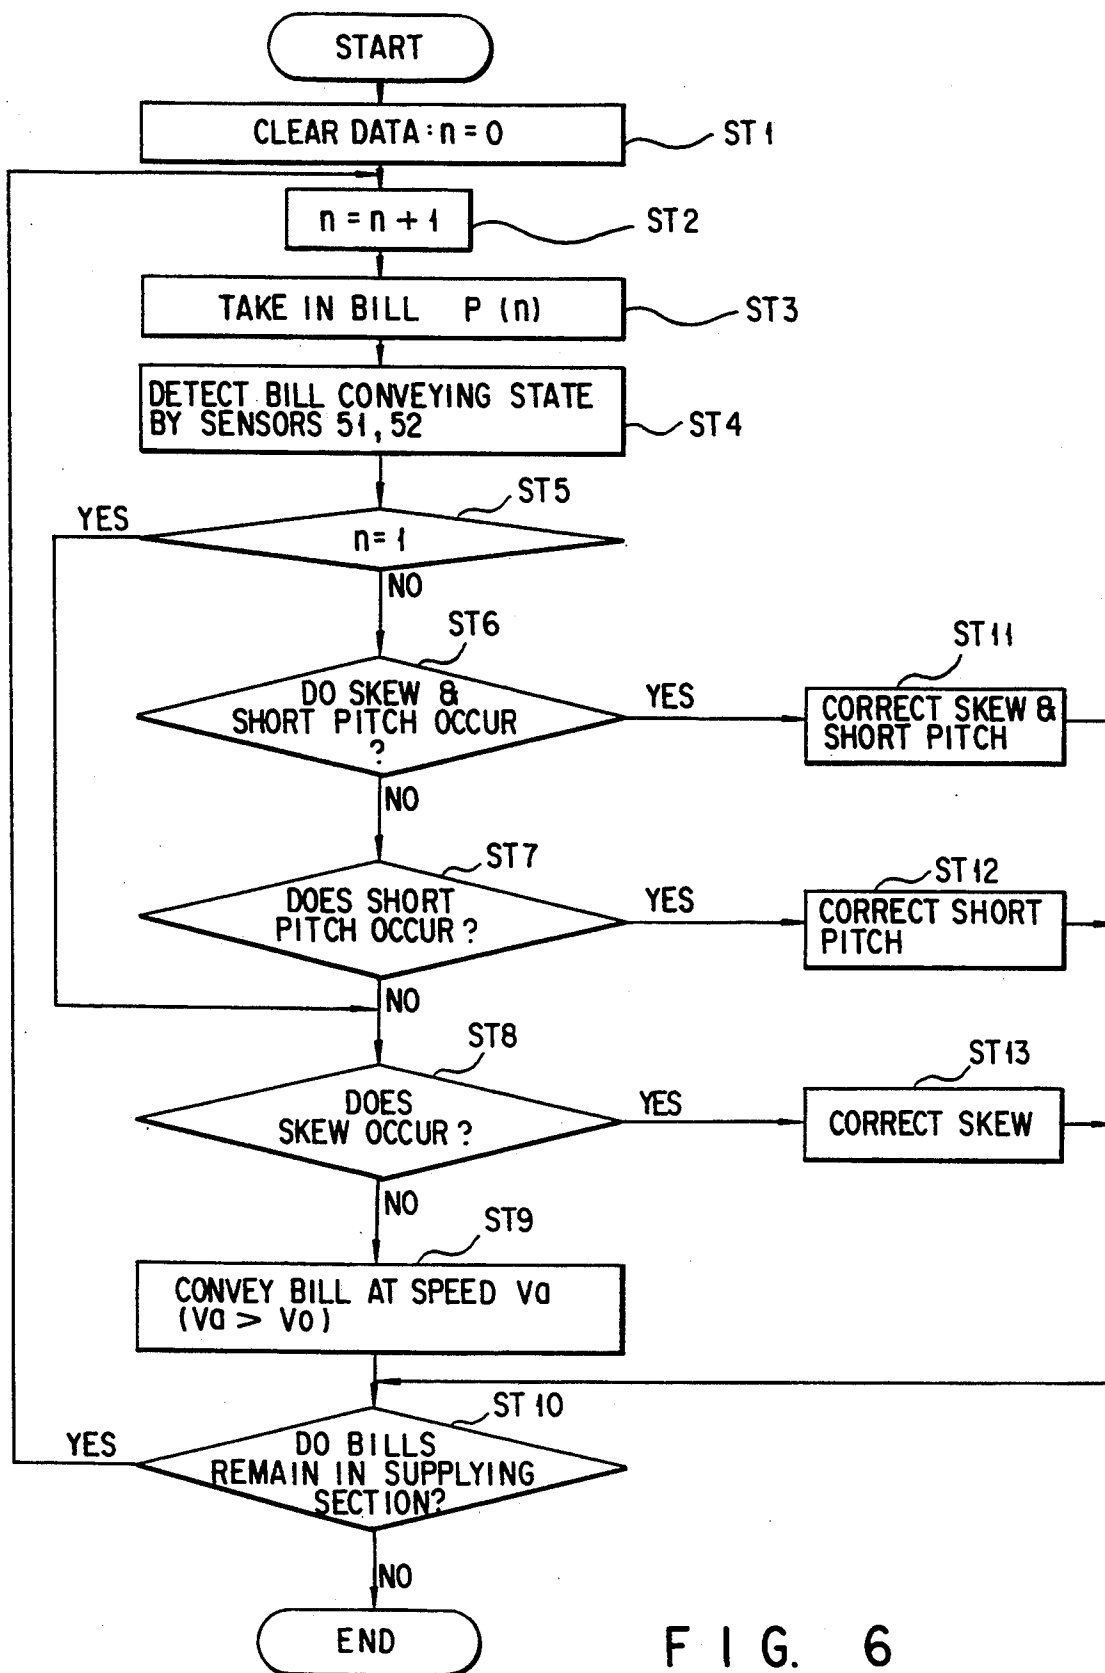 START
CLEAR DATA : n = 0
ST1
n = n + 1
ST2
TAKE IN BILL P (n)
ST3
DETECT BILL CONVEYING STATE
BY SENSORS 51, 52
ST4
ST5
YES
n = 1
NO
ST6
DO SKEW &
SHORT PITCH OCCUR
?
YES
ST11
CORRECT SKEW &
SHORT PITCH
NO
ST7
DOES SHORT
PITCH OCCUR ?
YES
ST12
CORRECT SHORT
PITCH
NO
ST8
DOES
SKEW OCCUR ?
YES
ST13
CORRECT SKEW
NO
ST9
CONVEY BILL AT SPEED Va
(Va > Vo)
ST10
YES
DO BILLS
REMAIN IN SUPPLYING
SECTION?
NO
END
FIG. 6